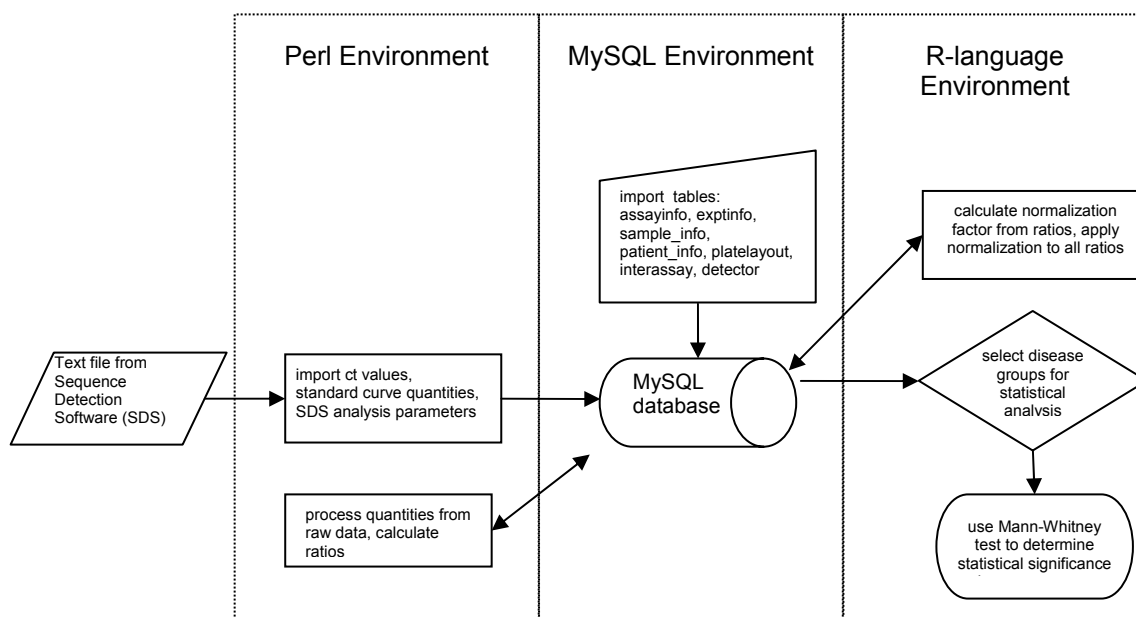 Perl Environment
MySQL Environment
R-language
Environment
import tables:
assayinfo, exptinfo,
sample_info,
patient_info, platelayout,
interassay, detector
calculate normalization
factor from ratios, apply
normalization to all ratios
Text file from
Sequence
Detection
Software (SDS)
import ct values,
standard curve quantities,
SDS analysis parameters
MySQL
database
select disease
groups for
statistical
analvsis
process quantities from
raw data, calculate
ratios
use Mann-Whitney
test to determine
statistical significance